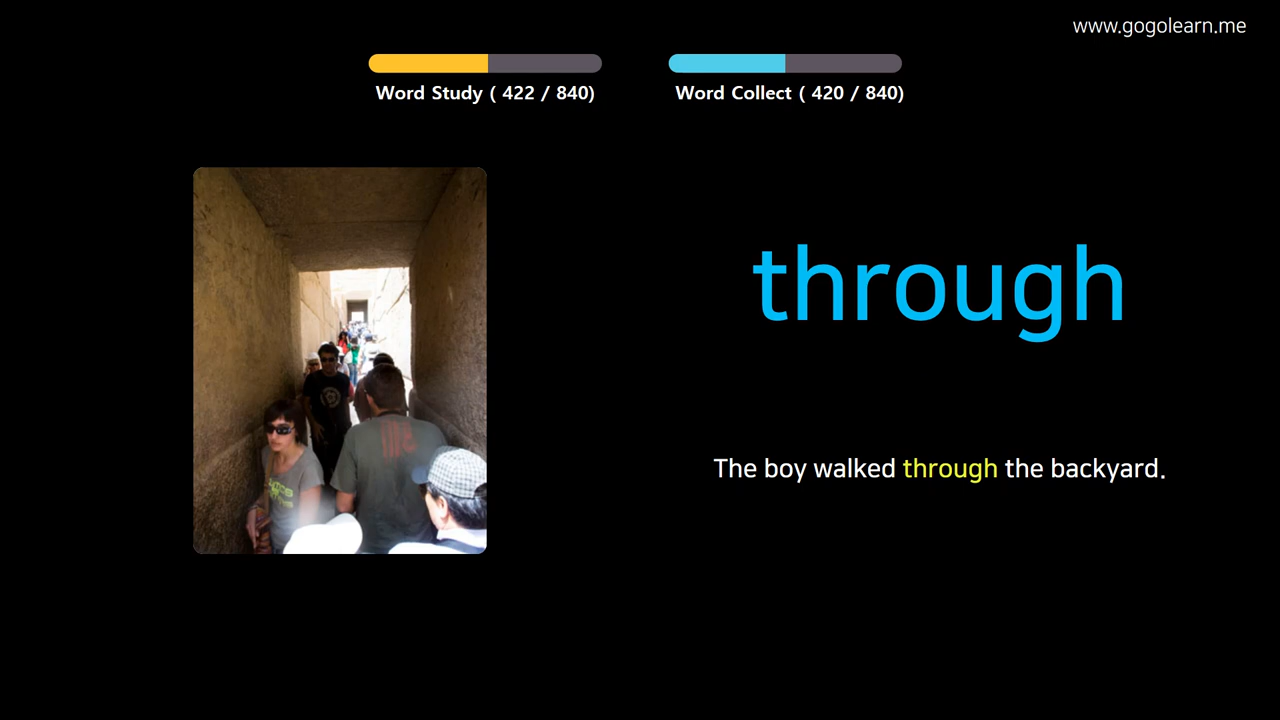 www.gogolearn.me
Word Study ( 422 / 840)
Word Collect ( 420 / 840)
through
The boy walked through the backyard.